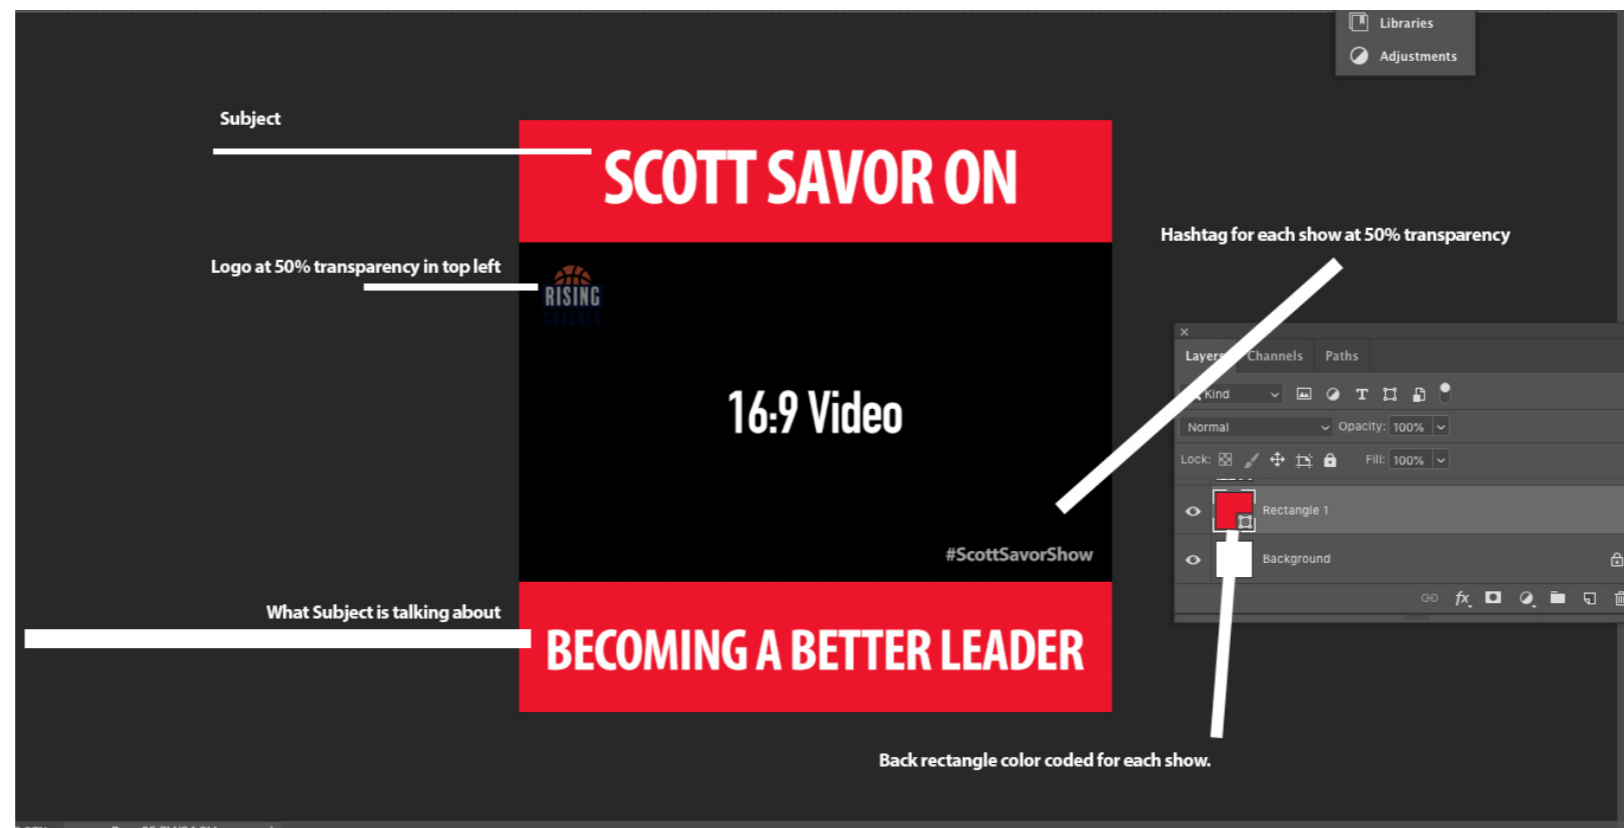 Libraries
Adjustments
Subject
SCOTT SAVOR ON
Hashtag for each show at 50% transparency
Logo at 50% transparency in top left
RISING
COACHES
Layers
Channels
Paths
16:9 Video
Kind
Normal
Opacity: 100%
Lock:
Fill: 100%
Rectangle 1
#ScottSavorShow
Background
fx
What Subject is talking about
BECOMING A BETTER LEADER
Back rectangle color coded for each show.